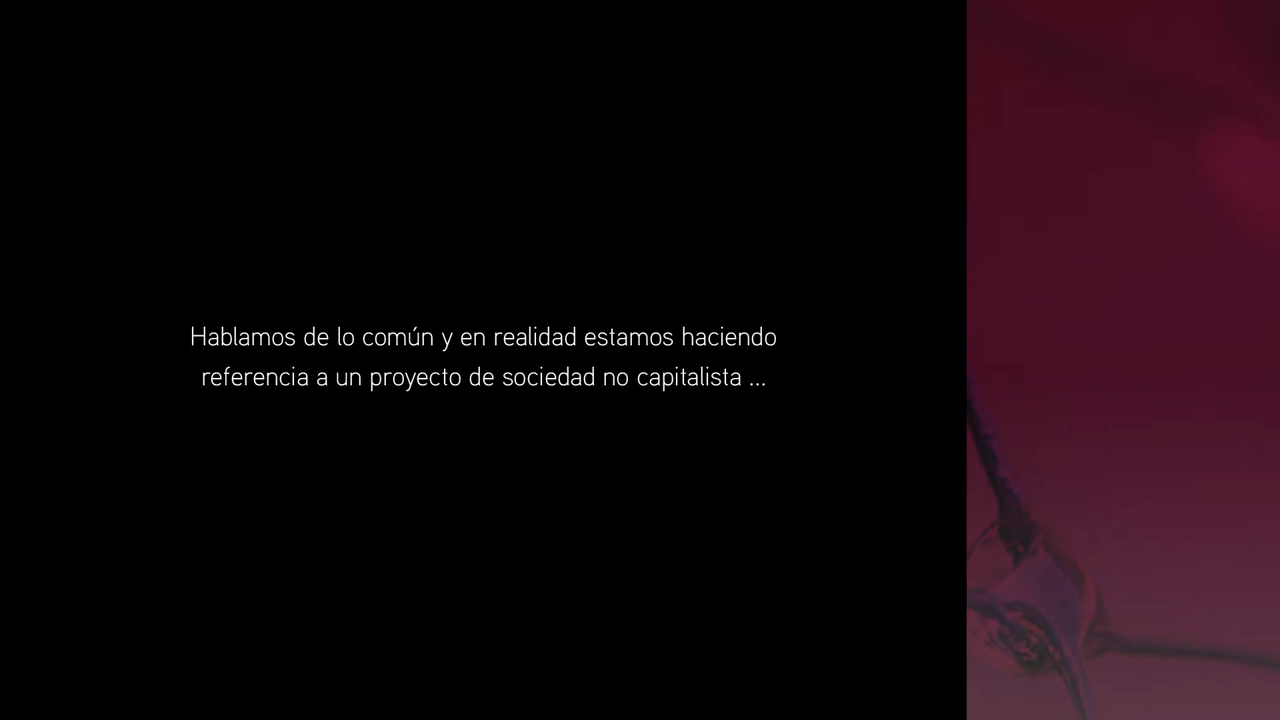 Hablamos de lo común y en realidad estamos haciendo
referencia a un proyecto de sociedad no capitalista ...